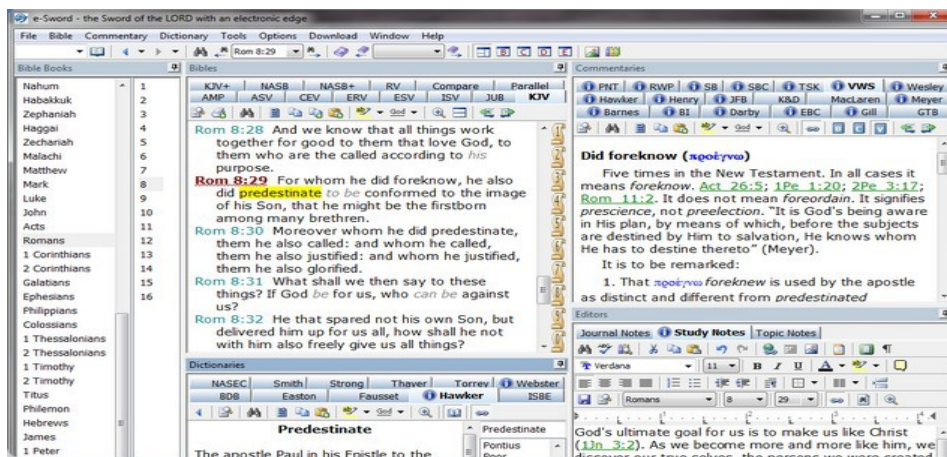 e-Sword - the Sword of the LORD with an electronic edge
File Bible Commentary Dictionary Tools Options Download Window Help
Rom 8:29
Bible Books
Nahum 1
Habakkuk 2
Zephaniah 3
Haggai 4
Zechariah 5
Malachi 6
Matthew 7
Mark 8
Luke 9
John 10
Acts 11
Romans 12
1 Corinthians 13
2 Corinthians 14
Galatians 15
Ephesians 16
Philippians
Colossians
1 Thessalonians
2 Thessalonians
1 Timothy
2 Timothy
Titus
Philemon
Hebrews
James
1 Peter
Bibles
KJV+ NASB NASB+ RV Compare Parallel
AMP ASV CEV ERV ESV ISV JUB KJV
Rom 8:28 And we know that all things work
together for good to them that love God, to
them who are the called according to his
purpose.
Rom 8:29 For whom he did foreknow, he also
did predestinate to be conformed to the image
of his Son, that he might be the firstborn
among many brethren.
Rom 8:30 Moreover whom he did predestinate,
them he also called: and whom he called,
them he also justified: and whom he justified,
them he also glorified.
Rom 8:31 What shall we then say to these
things? If God be for us, who can be against
us?
Rom 8:32 He that spared not his own Son, but
delivered him up for us all, how shall he not
with him also freely give us all things?
Dictionaries
NASEC Smith Strong Thayer Torrey Webster
BDB Easton Fausset Hawker ISBE
Predestinate
The apostle Paul in his Epistle to the
Predestinate
Pontius
Poor
Commentaries
PNT RWP SB SBC TSK VWS Wesley
Hawker Henry JFB K&D MacLaren Meyer
Barnes BI Darby EBC Gill GTB
Did foreknow (προέγνω)
Five times in the New Testament. In all cases it
means foreknow. Act 26:5; 1Pe 1:20; 2Pe 3:17;
Rom 11:2. It does not mean foreordain. It signifies
prescience, not preelection. “It is God's being aware
in His plan, by means of which, before the subjects
are destined by Him to salvation, He knows whom
He has to destine thereto” (Meyer).
It is to be remarked:
1. That προέγνω foreknew is used by the apostle
as distinct and different from predestinated
Editors
Journal Notes Study Notes Topic Notes
Verdana 11 B I U A
Romans 8 29
God's ultimate goal for us is to make us like Christ
(1Jn 3:2). As we become more and more like him, we
discover our true selves, the persons we were created